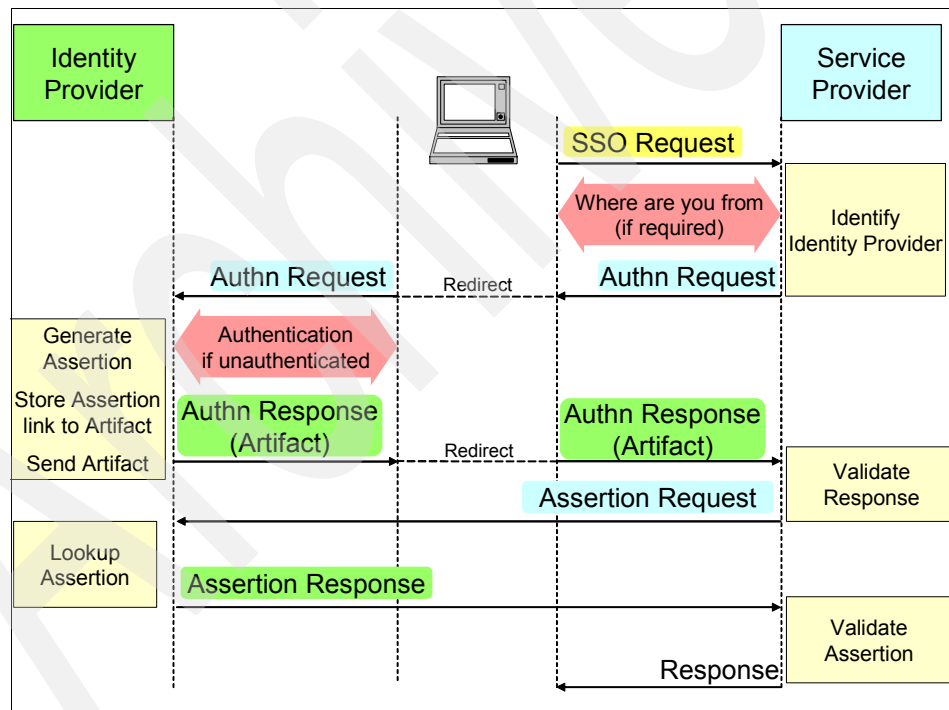 Identity
Provider
Service
Provider
SSO Request
Where are you from
(if required)
Identify
Identity Provider
Authn Request
Redirect
Authn Request
Generate
Assertion
Store Assertion
link to Artifact
Send Artifact
Authentication
if unauthenticated
Authn Response
(Artifact)
Redirect
Authn Response
(Artifact)
Validate
Response
Assertion Request
Lookup
Assertion
Assertion Response
Validate
Assertion
Response